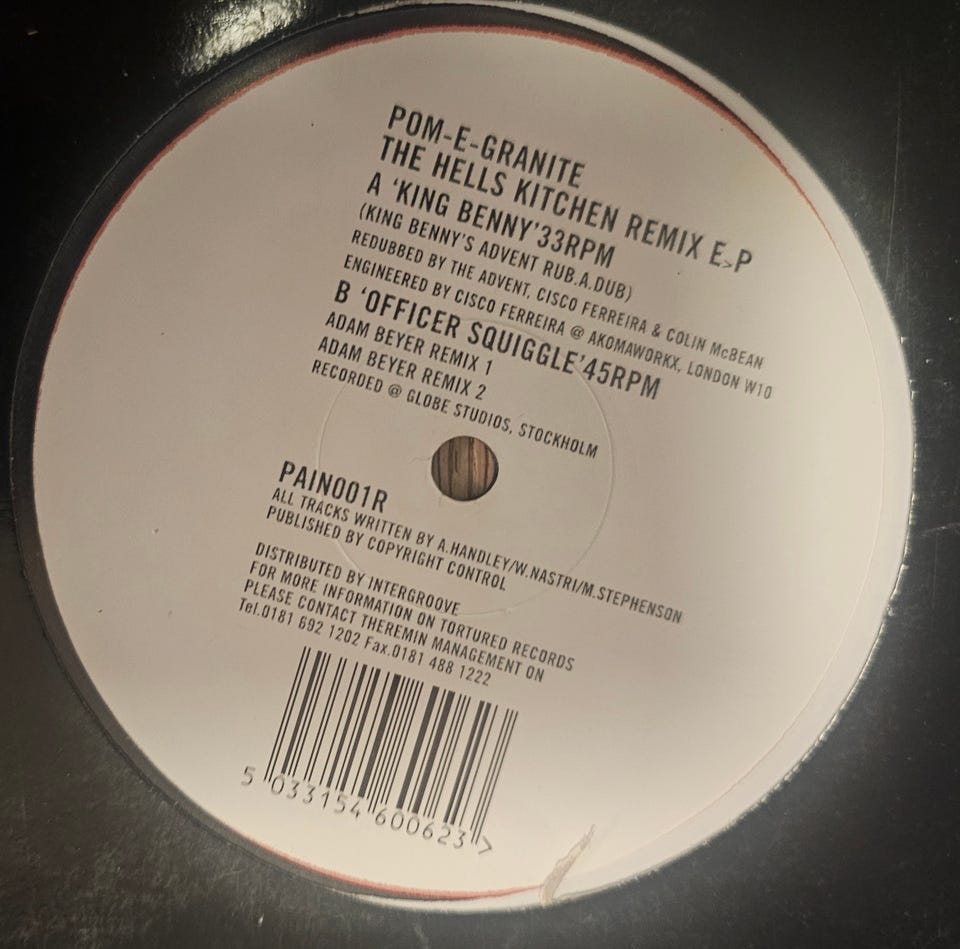 POM-E-GRANITE
THE HELLS KITCHEN REMIX E.P
A ‘KING BENNY’33RPM
(KING BENNY’S ADVENT RUB.A.DUB)
REDUBBED BY THE ADVENT, CISCO FERREIRA & COLIN McBEAN
ENGINEERED BY CISCO FERREIRA @ AKOMAWORKX, LONDON W10
B ‘OFFICER SQUIGGLE’45RPM
ADAM BEYER REMIX 1
ADAM BEYER REMIX 2
RECORDED @ GLOBE STUDIOS, STOCKHOLM
PAIN001R
ALL TRACKS WRITTEN BY A.HANDLEY/W.NASTRI/M.STEPHENSON
PUBLISHED BY COPYRIGHT CONTROL
DISTRIBUTED BY INTERGROOVE
FOR MORE INFORMATION ON TORTURED RECORDS
PLEASE CONTACT THEREMIN MANAGEMENT ON
Tel.0181 692 1202 Fax.0181 488 1222
5 033154 600623 >